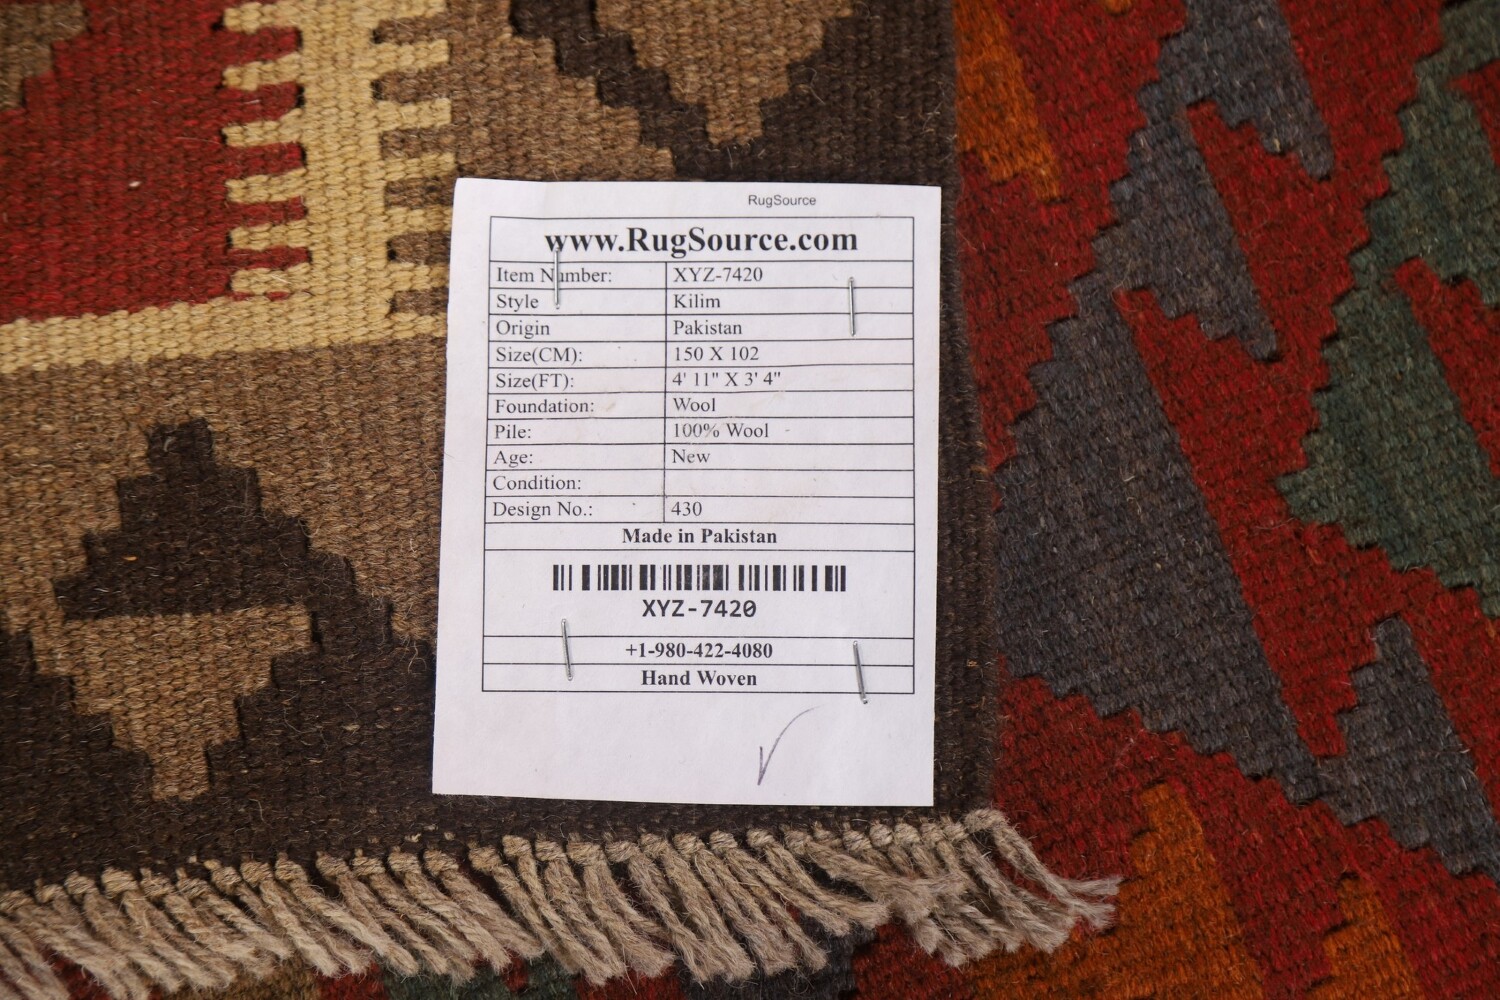 RugSource
www.RugSource.com
Item Number: XYZ-7420
Style Kilim
Origin Pakistan
Size(CM): 150 X 102
Size(FT): 4' 11" X 3' 4"
Foundation: Wool
Pile: 100% Wool
Age: New
Condition:
Design No.: 430
Made in Pakistan
XYZ-7420
+1-980-422-4080
Hand Woven